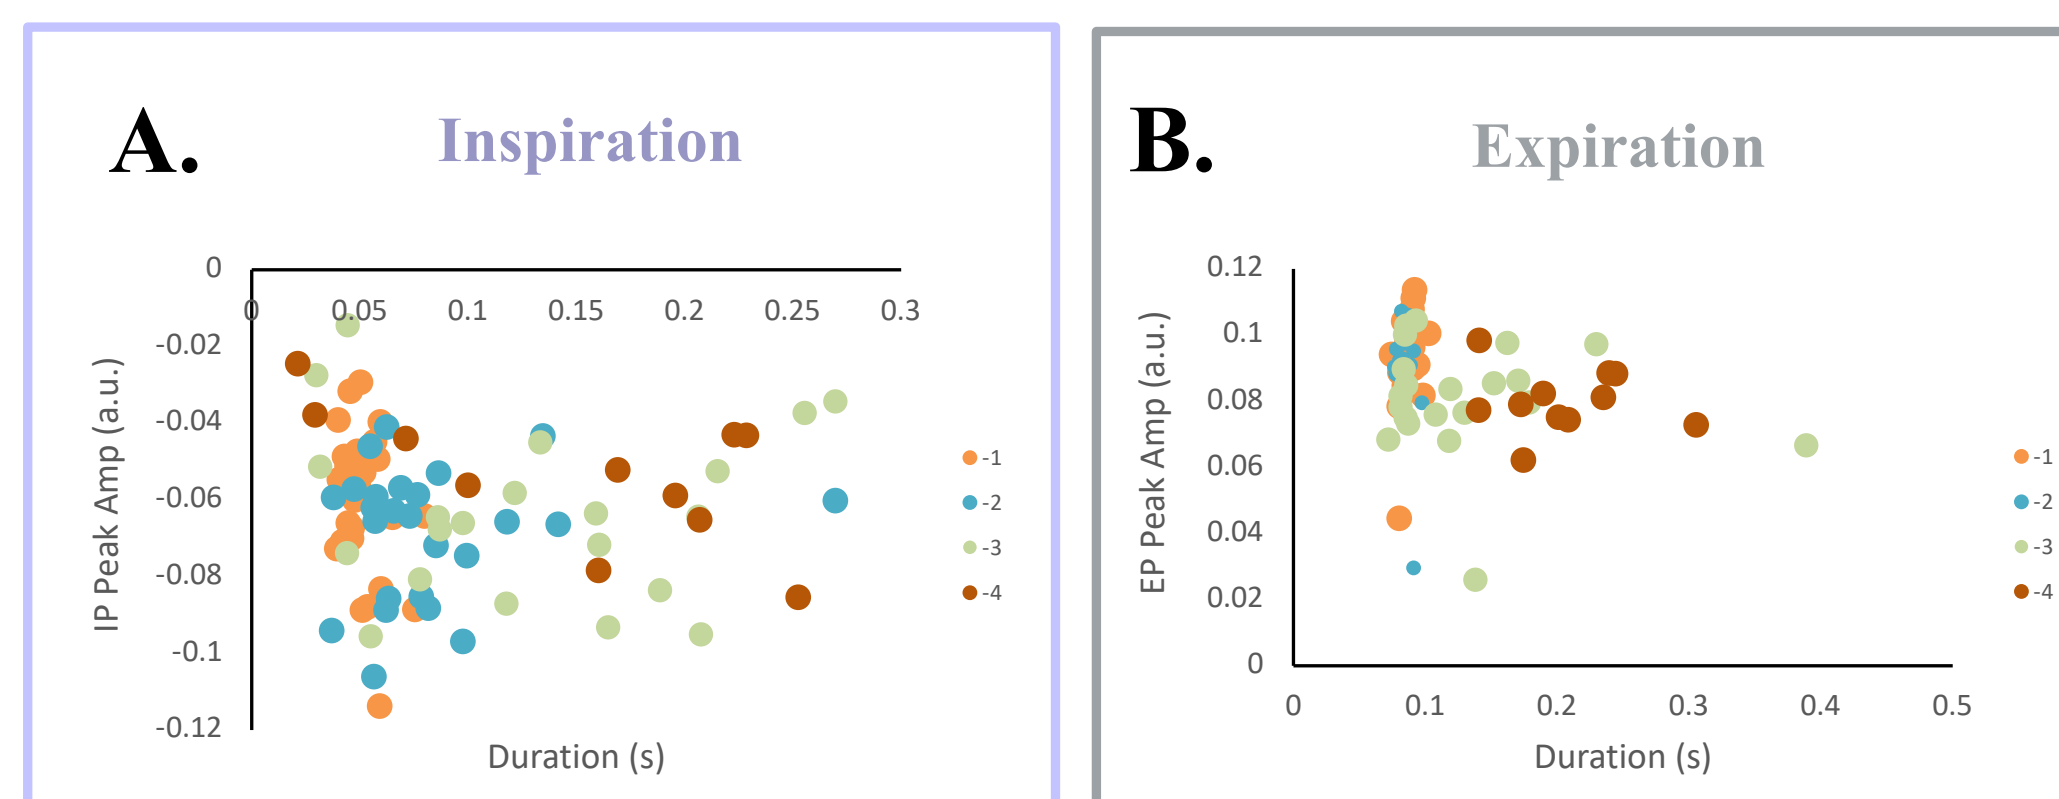 A.
Inspiration
0
0 0.05 0.1 0.15 0.2 0.25 0.3
-0.02
-0.04
-0.06
-0.08
-0.1
-0.12
IP Peak Amp (a.u.)
Duration (s)
-1
-2
-3
-4
B.
Expiration
0.12
0.1
0.08
0.06
0.04
0.02
0
EP Peak Amp (a.u.)
0 0.1 0.2 0.3 0.4 0.5
Duration (s)
-1
-2
-3
-4